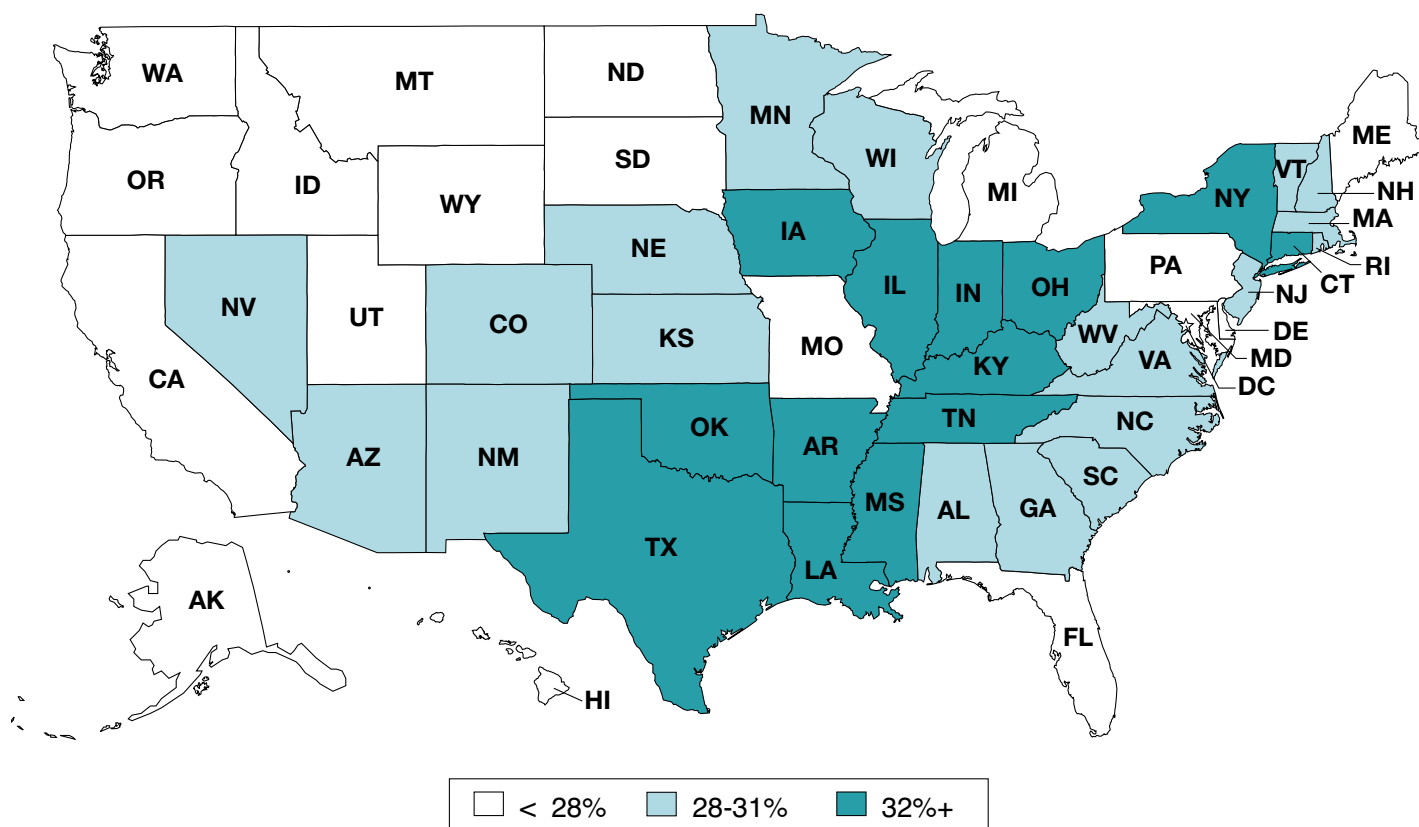 WA
MT
ND
MN
ME
OR
ID
SD
WI
VT
NH
WY
MI
NY
MA
IA
NE
PA
RI
CT
NV
UT
CO
IL
IN
OH
NJ
KS
MO
WV
DE
CA
KY
VA
MD
DC
OK
TN
NC
AZ
NM
AR
SC
MS
AL
GA
TX
LA
AK
FL
HI
< 28% 28-31% 32%+